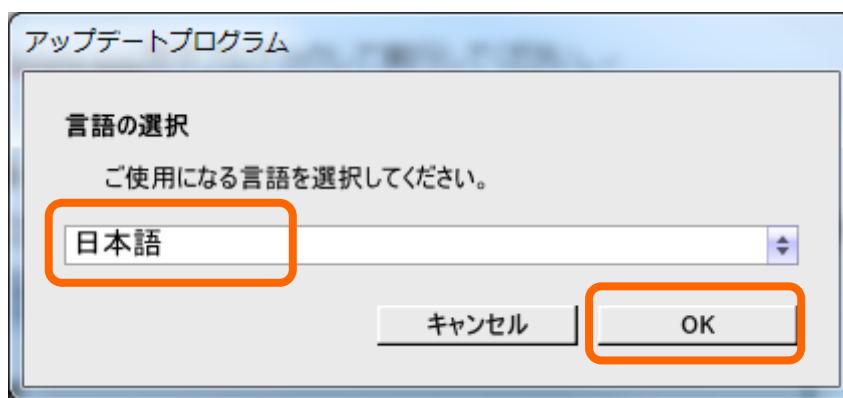 アップデートプログラム
言語の選択
ご使用になる言語を選択してください。
日本語
キャンセル OK